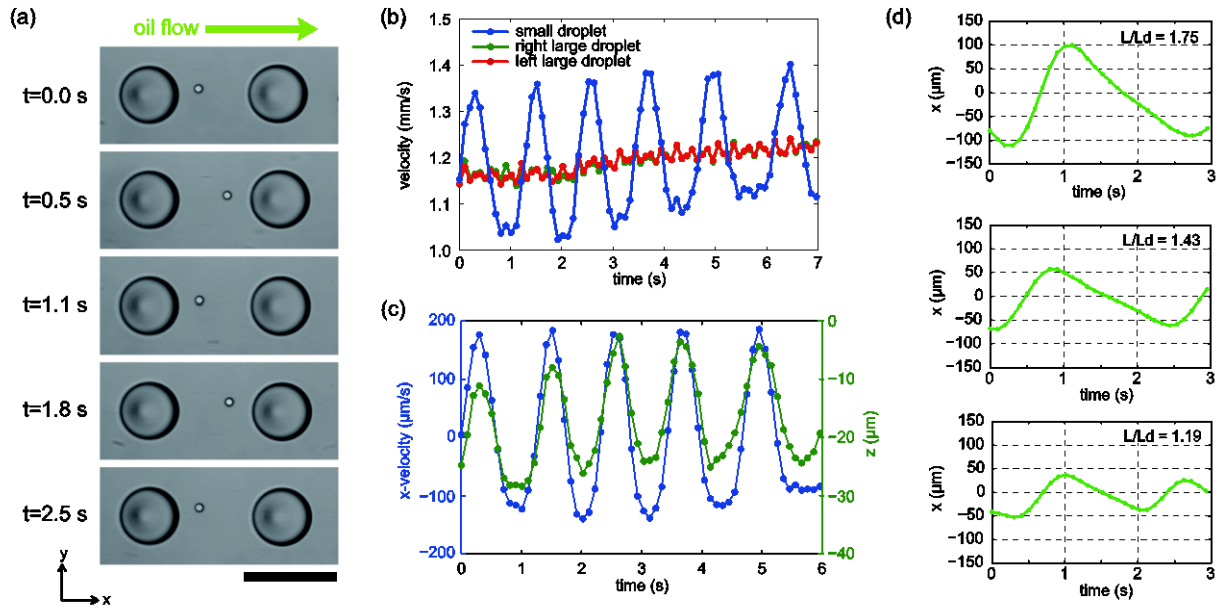 (a)
oil flow
t=0.0 s
t=0.5 s
t=1.1 s
t=1.8 s
t=2.5 s
y
x
(b)
small droplet
right large droplet
left large droplet
velocity (mm/s)
1.5
1.4
1.3
1.2
1.1
1.0
0 1 2 3 4 5 6 7
time (s)
(c)
x-velocity (µm/s)
200
100
0
−100
−200
0
−10
−20
−30
−40
z (µm)
0 1 2 3 4 5 6
time (s)
(d)
L/Ld = 1.75
x (µm)
150
100
50
0
−50
−100
−150
0 1 2 3
time (s)
L/Ld = 1.43
x (µm)
150
100
50
0
−50
−100
−150
0 1 2 3
time (s)
L/Ld = 1.19
x (µm)
150
100
50
0
−50
−100
−150
0 1 2 3
time (s)